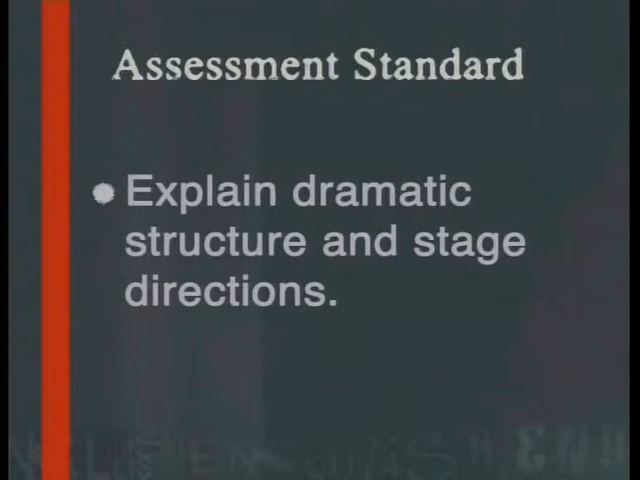 Assessment Standard
Explain dramatic
structure and stage
directions.